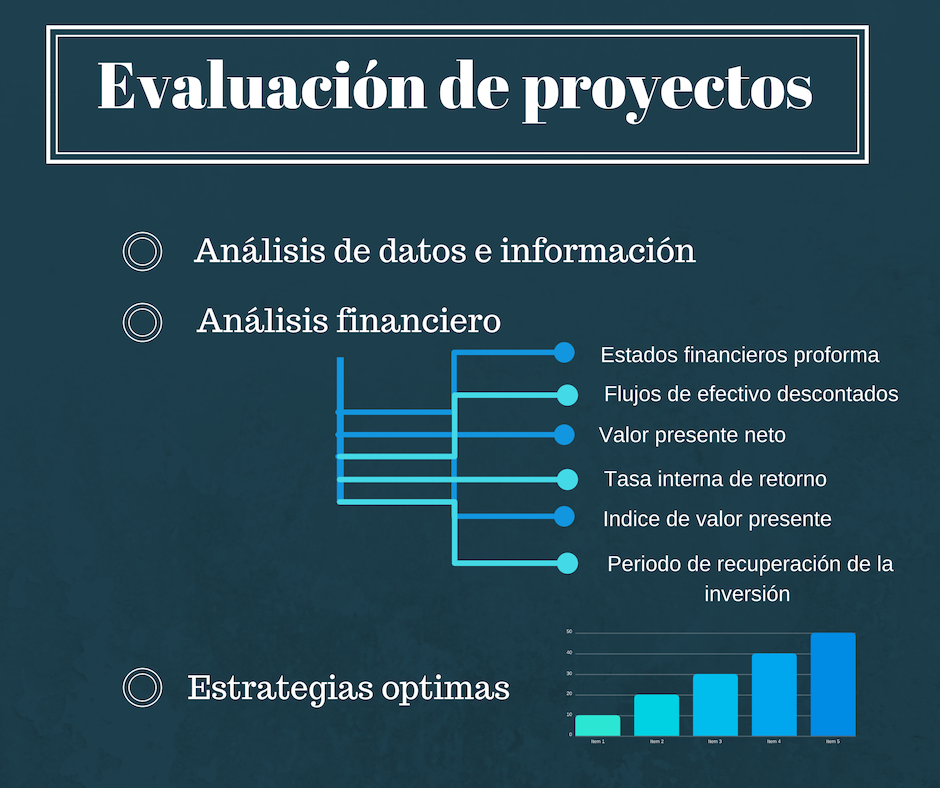 Evaluación de proyectos
Análisis de datos e información
Análisis financiero
Estados financieros proforma
Flujos de efectivo descontados
Valor presente neto
Tasa interna de retorno
Indice de valor presente
Periodo de recuperación de la
inversión
Estrategias optimas
50
40
30
20
10
0
Item 1 Item 2 Item 3 Item 4 Item 5